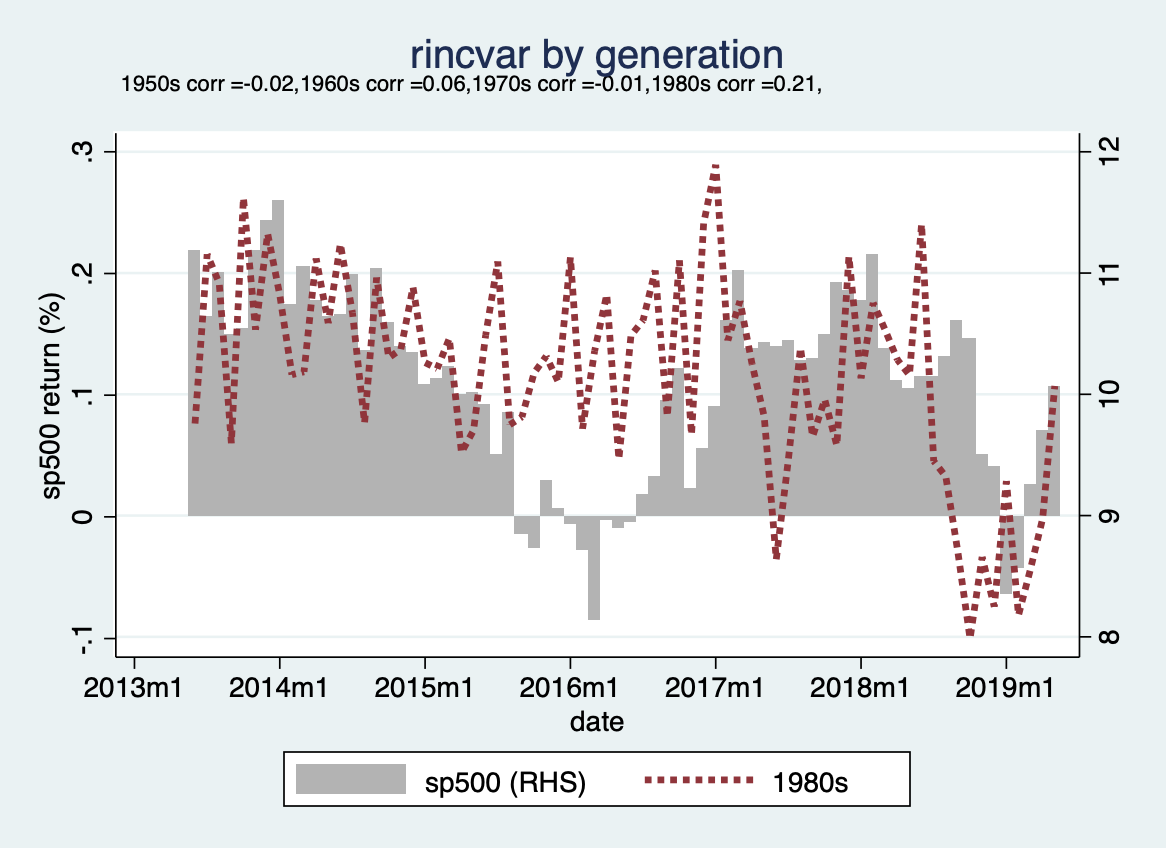 rincvar by generation
1950s corr =-0.02,1960s corr =0.06,1970s corr =-0.01,1980s corr =0.21,
sp500 return (%)
.3
.2
.1
0
-.1
12
11
10
9
8
2013m1 2014m1 2015m1 2016m1 2017m1 2018m1 2019m1
date
sp500 (RHS) 1980s